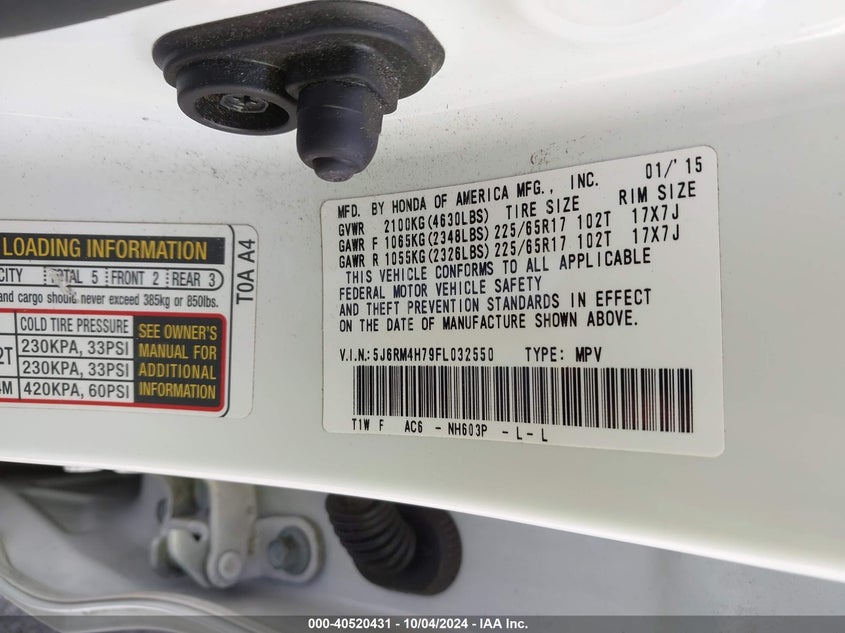 LOADING INFORMATION
CITY TOTAL 5 FRONT 2 REAR 3
and cargo should never exceed 385kg or 850lbs.
COLD TIRE PRESSURE
2T 230KPA, 33PSI
230KPA, 33PSI
4M 420KPA, 60PSI
SEE OWNER'S
MANUAL FOR
ADDITIONAL
INFORMATION
T0A A4
MFD. BY HONDA OF AMERICA MFG., INC. 01/'15
GVWR 2100KG(4630LBS) TIRE SIZE RIM SIZE
GAWR F 1065KG(2348LBS) 225/65R17 102T 17X7J
GAWR R 1055KG(2326LBS) 225/65R17 102T 17X7J
THIS VEHICLE CONFORMS TO ALL APPLICABLE
FEDERAL MOTOR VEHICLE SAFETY
AND THEFT PREVENTION STANDARDS IN EFFECT
ON THE DATE OF MANUFACTURE SHOWN ABOVE.
V.I.N.:5J6RM4H79FL032550 TYPE: MPV
T1W F AC6 - NH603P - L - L
000-40520431 - 10/04/2024 - IAA Inc.